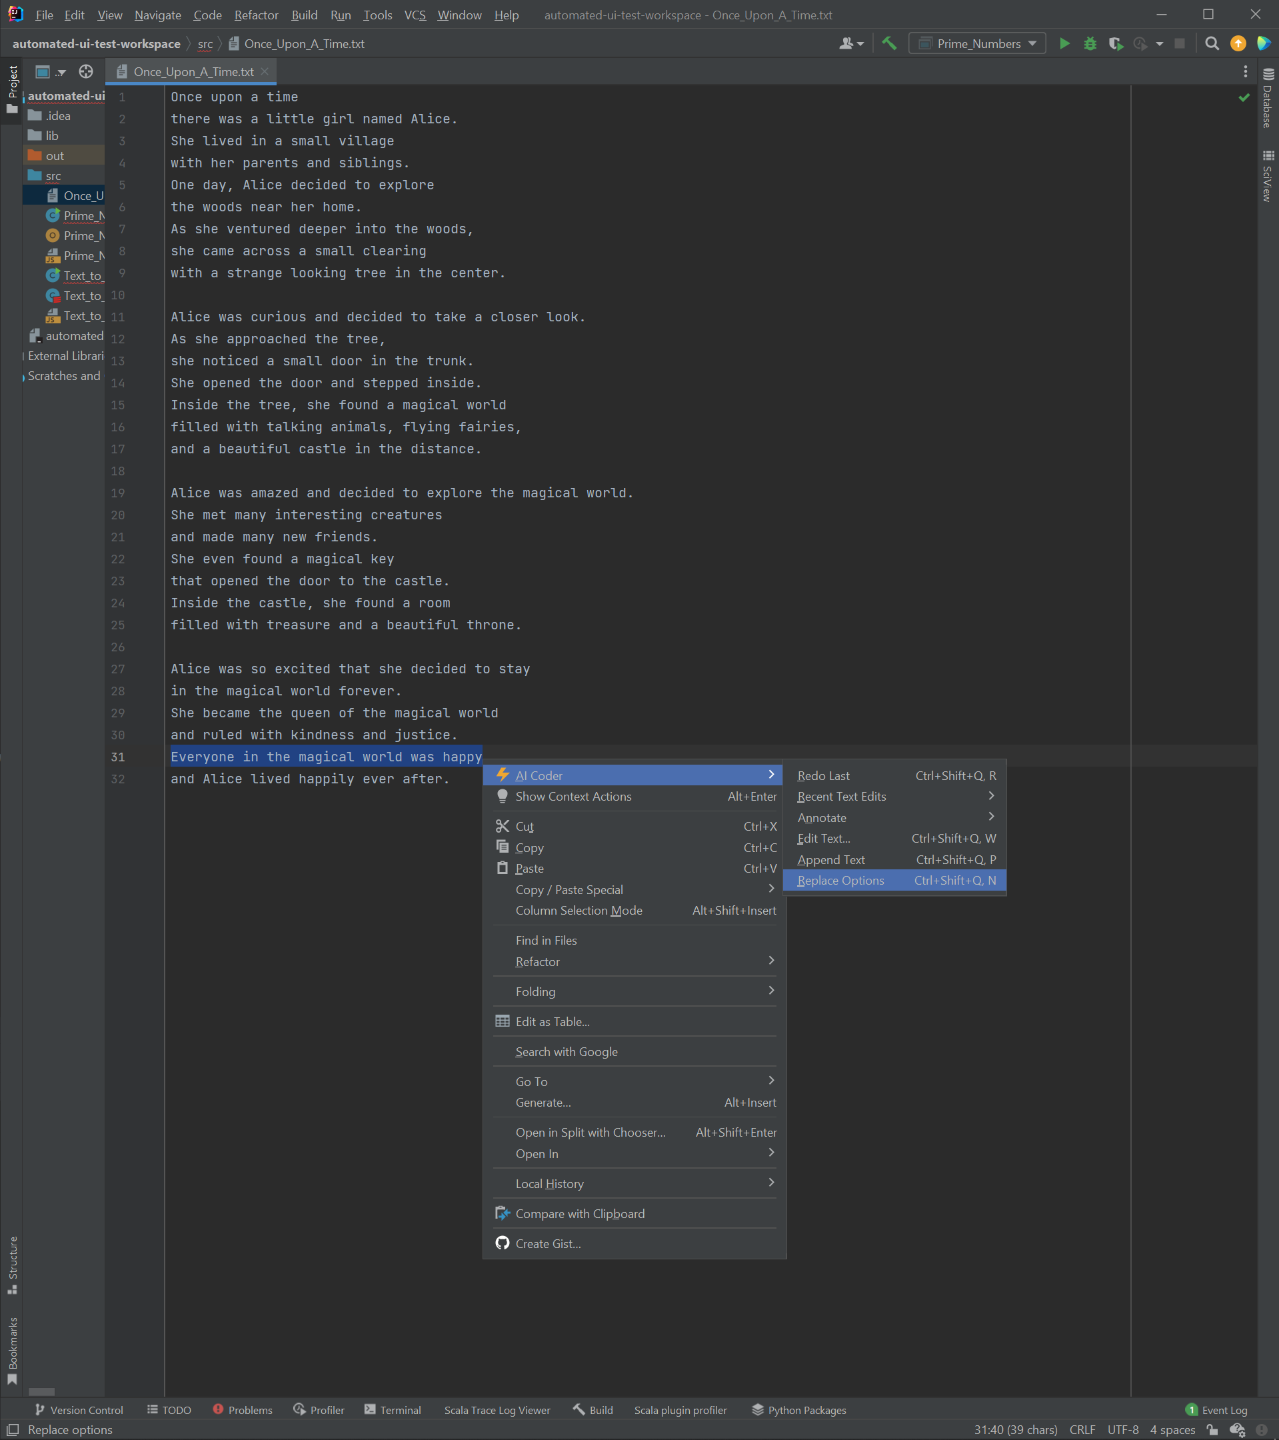 File Edit View Navigate Code Refactor Build Run Tools VCS Window Help automated-ui-test-workspace - Once_Upon_A_Time.txt
automated-ui-test-workspace src Once_Upon_A_Time.txt Prime_Numbers
Project
Once_Upon_A_Time.txt
automated-ui
.idea
lib
out
src
Once_U
Prime_N
Prime_N
Prime_N
Text_to_
Text_to_
Text_to_
automated
External Librari
Scratches and
1 Once upon a time
2 there was a little girl named Alice.
3 She lived in a small village
4 with her parents and siblings.
5 One day, Alice decided to explore
6 the woods near her home.
7 As she ventured deeper into the woods,
8 she came across a small clearing
9 with a strange looking tree in the center.
10
11 Alice was curious and decided to take a closer look.
12 As she approached the tree,
13 she noticed a small door in the trunk.
14 She opened the door and stepped inside.
15 Inside the tree, she found a magical world
16 filled with talking animals, flying fairies,
17 and a beautiful castle in the distance.
18
19 Alice was amazed and decided to explore the magical world.
20 She met many interesting creatures
21 and made many new friends.
22 She even found a magical key
23 that opened the door to the castle.
24 Inside the castle, she found a room
25 filled with treasure and a beautiful throne.
26
27 Alice was so excited that she decided to stay
28 in the magical world forever.
29 She became the queen of the magical world
30 and ruled with kindness and justice.
31 Everyone in the magical world was happy
32 and Alice lived happily ever after.
AI Coder
Show Context Actions Alt+Enter
Cut Ctrl+X
Copy Ctrl+C
Paste Ctrl+V
Copy / Paste Special
Column Selection Mode Alt+Shift+Insert
Find in Files
Refactor
Folding
Edit as Table...
Search with Google
Go To
Generate... Alt+Insert
Open in Split with Chooser... Alt+Shift+Enter
Open In
Local History
Compare with Clipboard
Create Gist...
Redo Last Ctrl+Shift+Q, R
Recent Text Edits
Annotate
Edit Text... Ctrl+Shift+Q, W
Append Text Ctrl+Shift+Q, P
Replace Options Ctrl+Shift+Q, N
Database
SciView
Structure
Bookmarks
Version Control TODO Problems Profiler Terminal Scala Trace Log Viewer Build Scala plugin profiler Python Packages 1 Event Log
Replace options 31:40 (39 chars) CRLF UTF-8 4 spaces